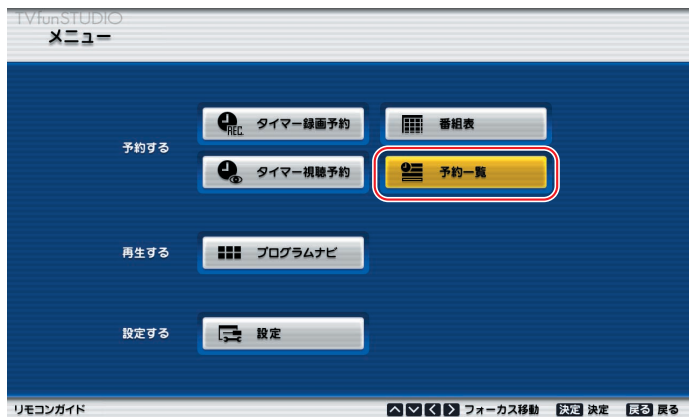 TVfunSTUDIO
メニュー
予約する
REC
タイマー録画予約
番組表
タイマー視聴予約
予約一覧
再生する
プログラムナビ
設定する
設定
リモコンガイド
フォーカス移動 決定 決定 戻る 戻る